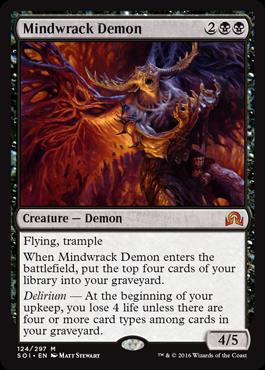 Mindwrack Demon 2
Creature — Demon
Flying, trample
When Mindwrack Demon enters the
battlefield, put the top four cards of your
library into your graveyard.
Delirium — At the beginning of your
upkeep, you lose 4 life unless there are
four or more card types among cards in
your graveyard.
4/5
124/297 M
SOI • EN Matt Stewart
™ & © 2016 Wizards of the Coast